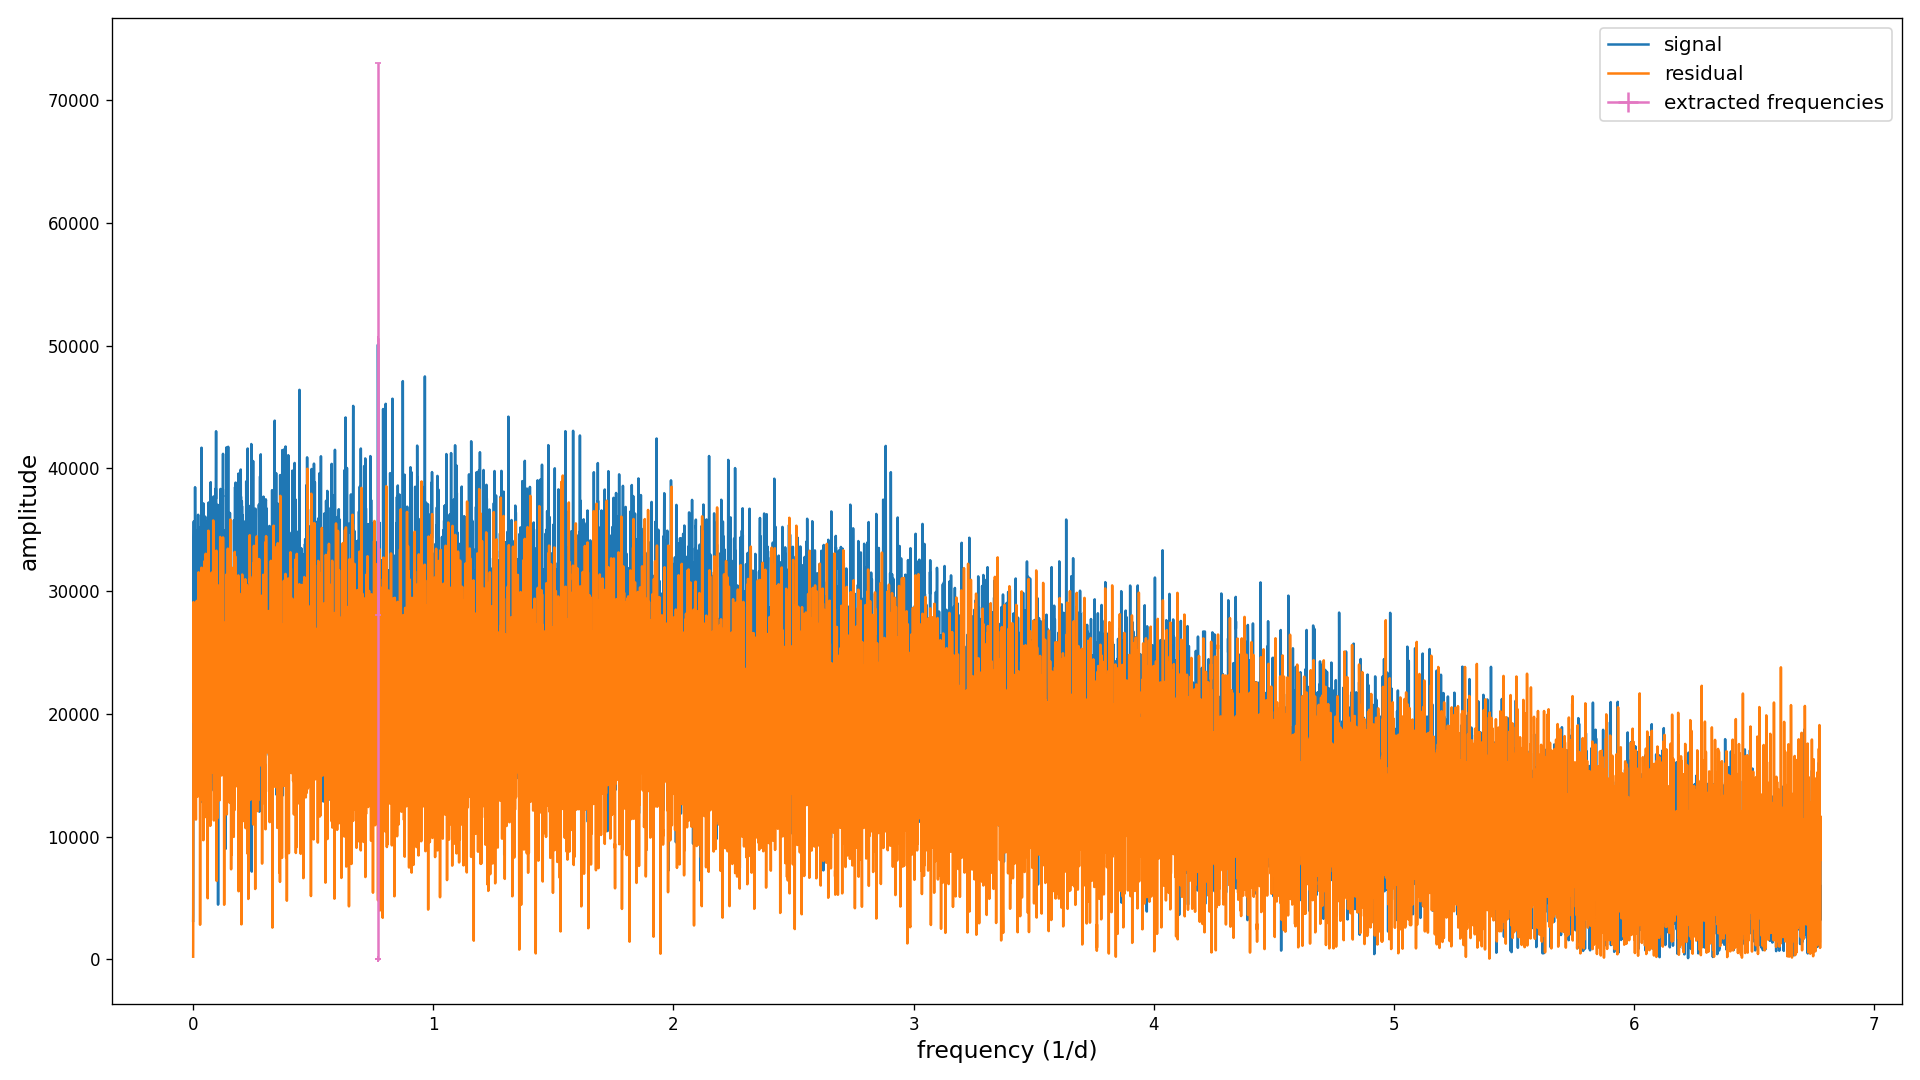 signal
residual
extracted frequencies
70000
60000
50000
40000
30000
20000
10000
0
amplitude
0 1 2 3 4 5 6 7
frequency (1/d)